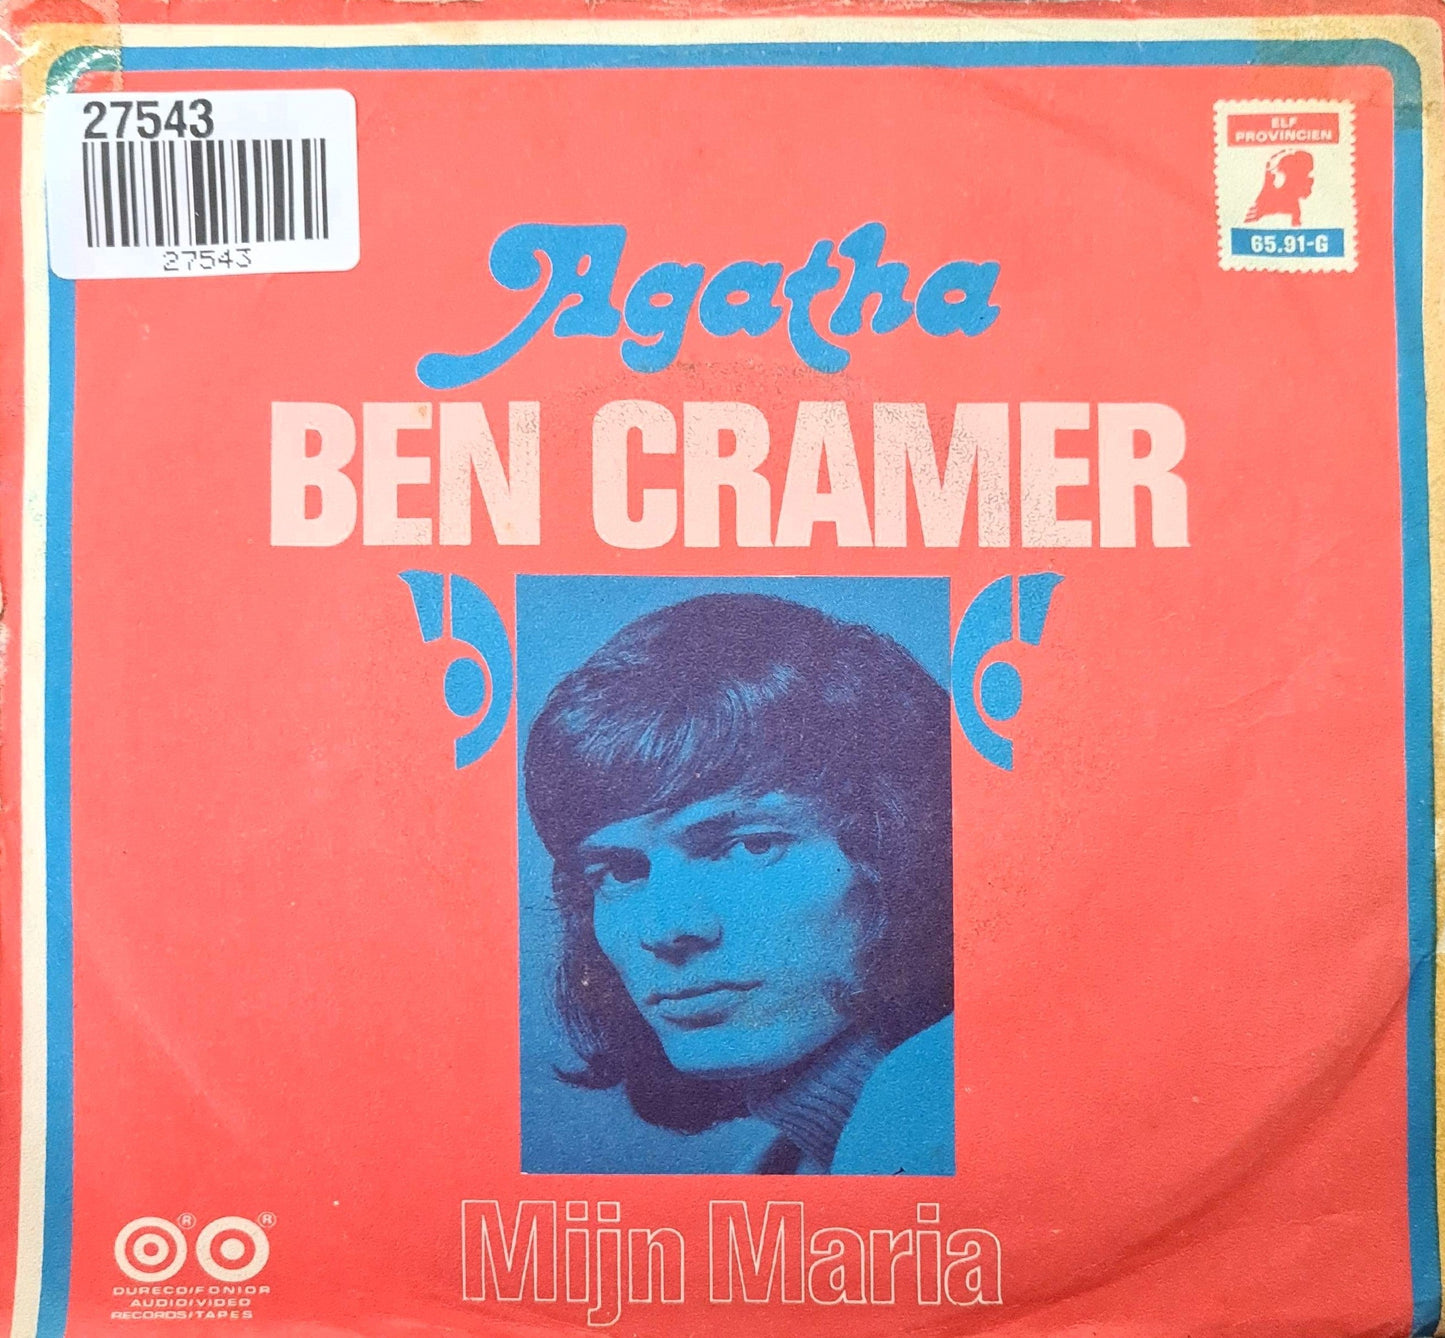 27543
27543
ELF
PROVINCIEN
65.91-G
Agatha
BEN CRAMER
Mijn Maria
® ®
DURECO/FONIOR
AUDIO/VIDEO
RECORDS/TAPES